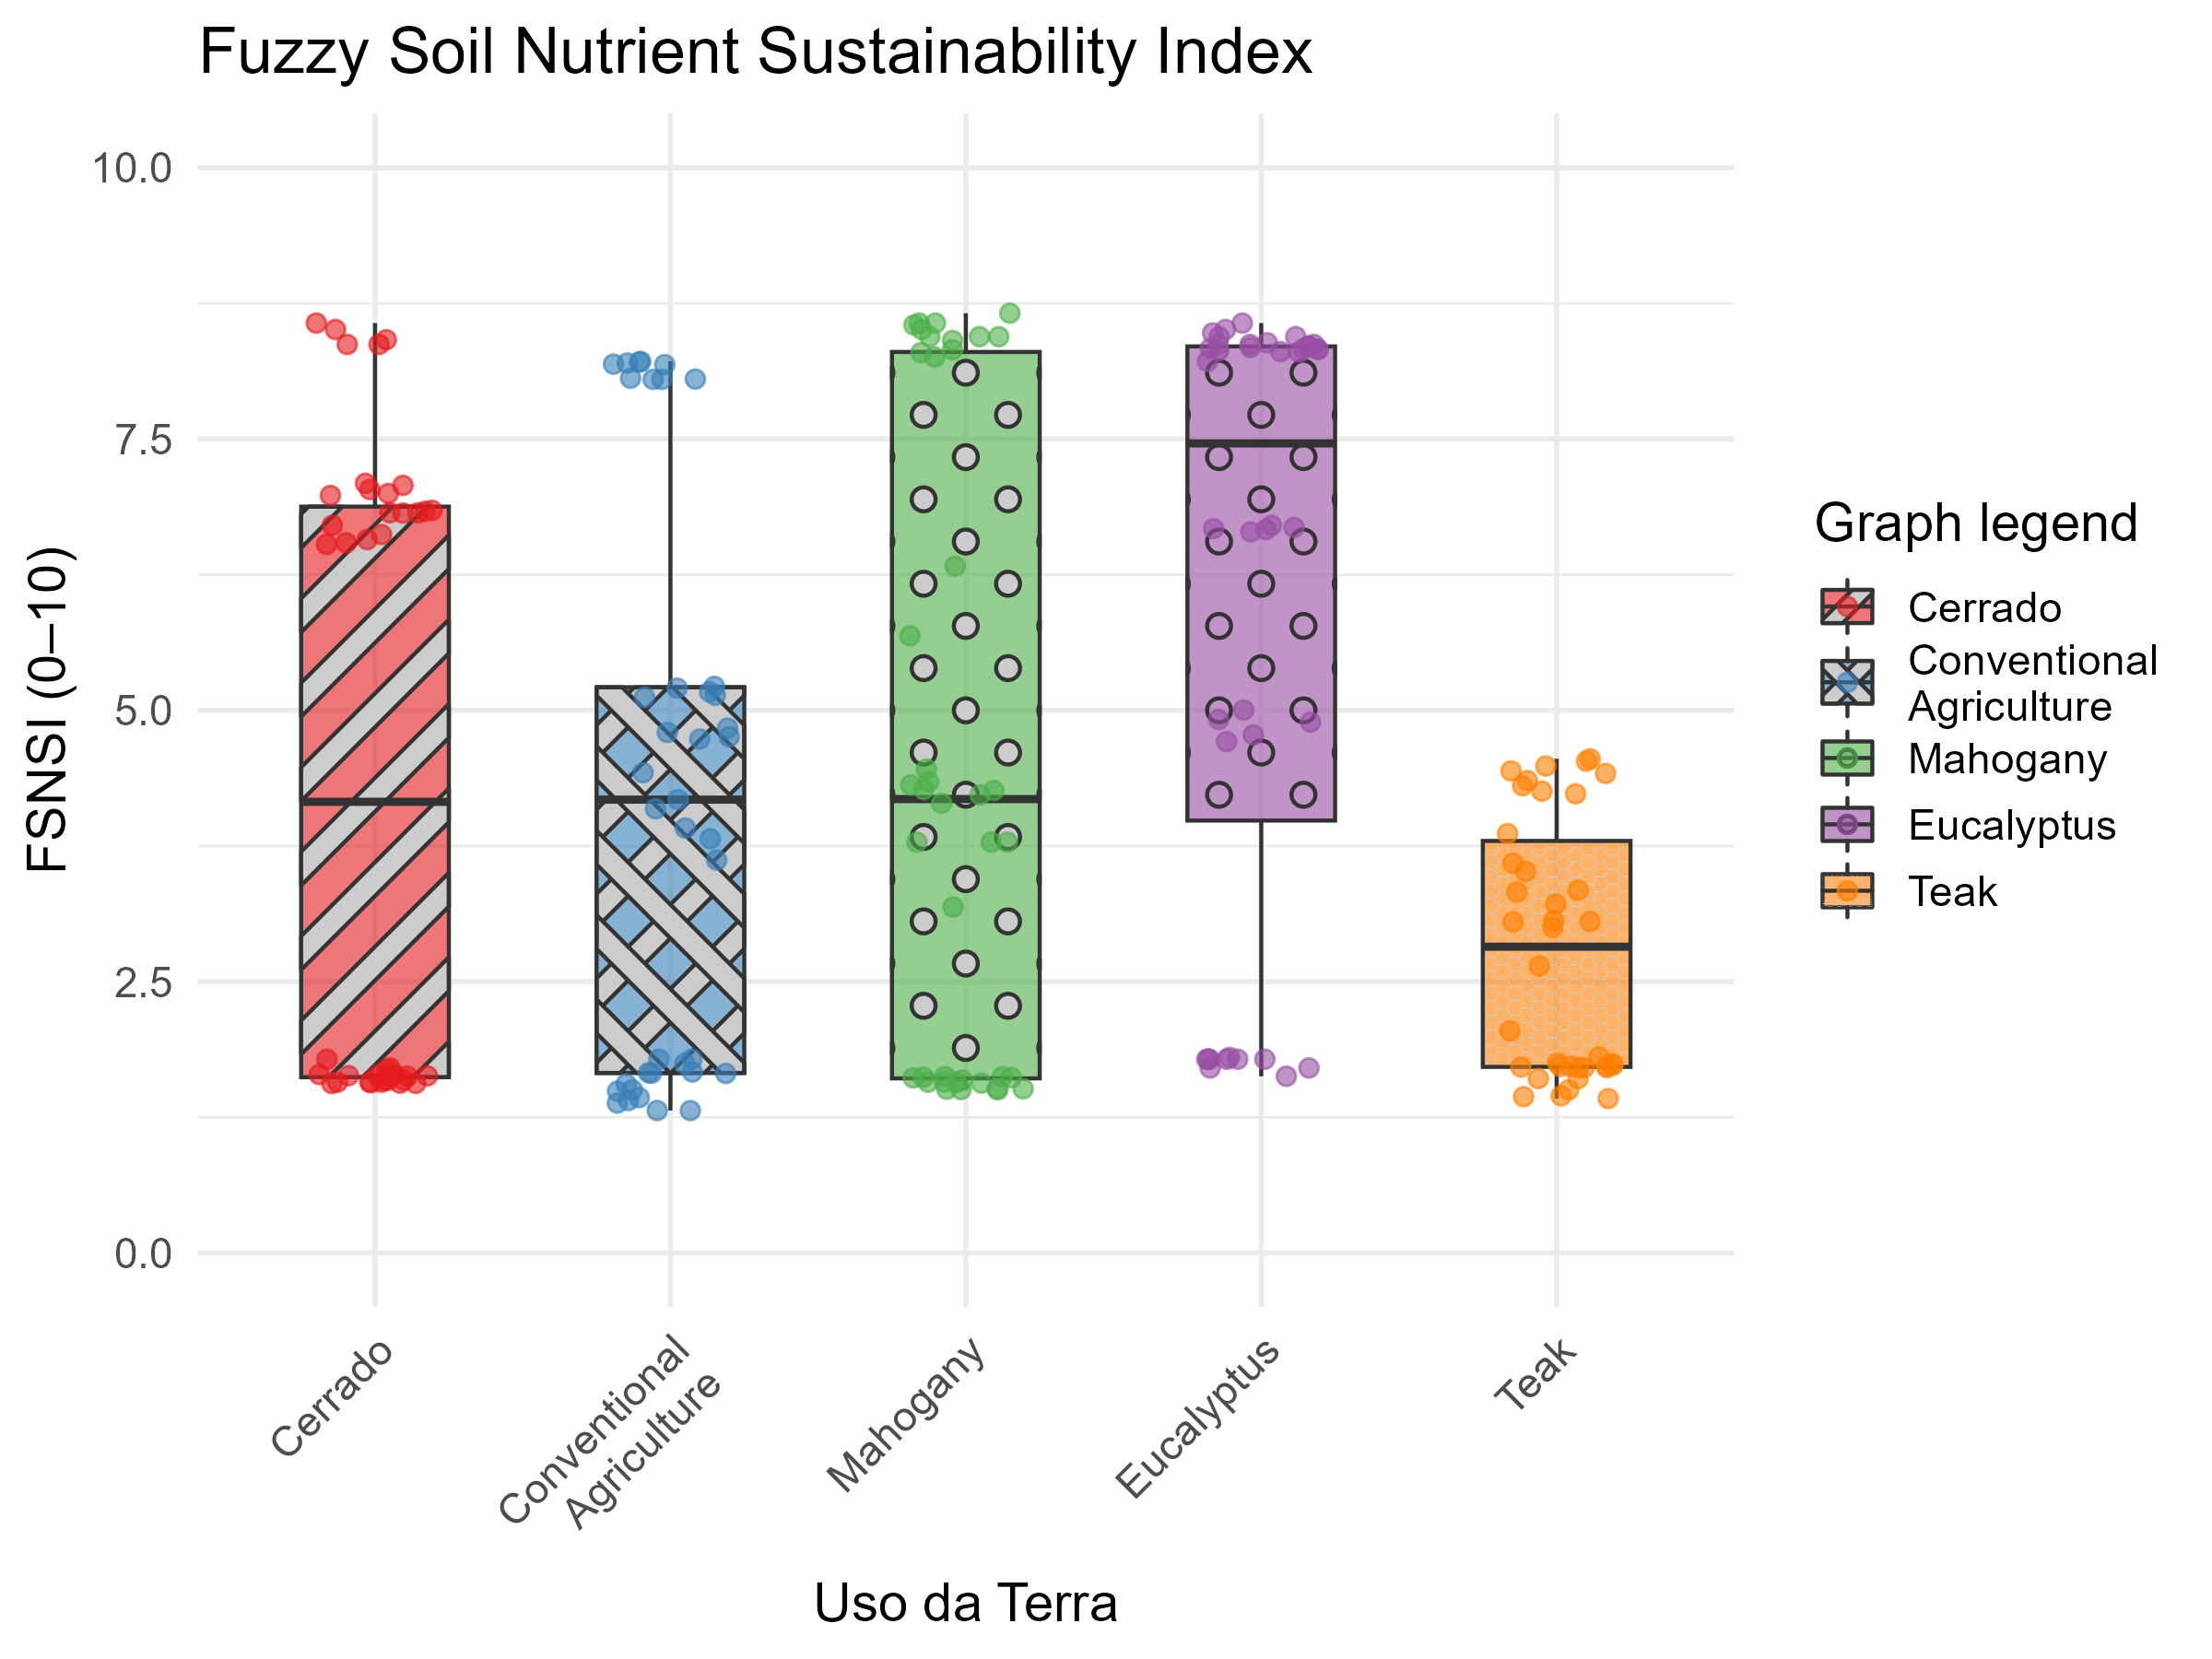 Fuzzy Soil Nutrient Sustainability Index
FSNSI (0–10)
10.0
7.5
5.0
2.5
0.0
Cerrado
Conventional
Agriculture
Mahogany
Eucalyptus
Teak
Uso da Terra
Graph legend
Cerrado
Conventional
Agriculture
Mahogany
Eucalyptus
Teak